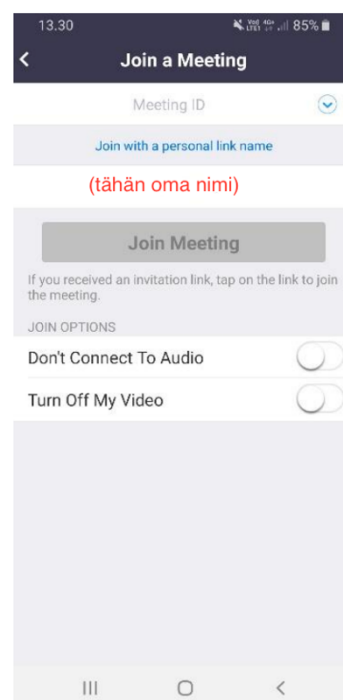 13.30
85%
Join a Meeting
Meeting ID
Join with a personal link name
(tähän oma nimi)
Join Meeting
If you received an invitation link, tap on the link to join
the meeting.
JOIN OPTIONS
Don't Connect To Audio
Turn Off My Video